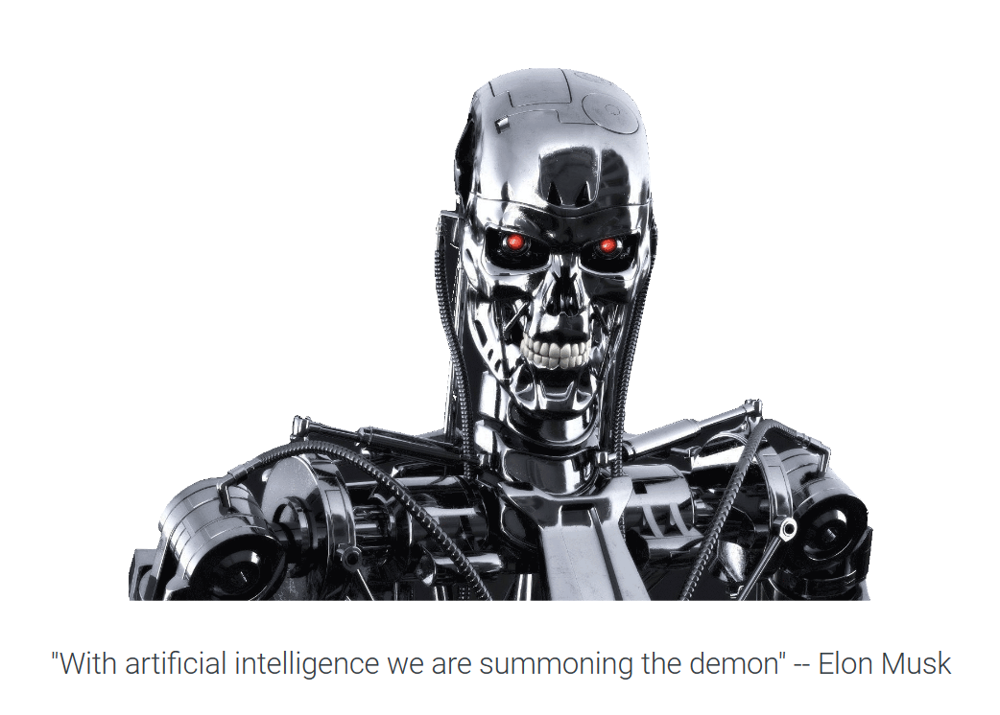 "With artificial intelligence we are summoning the demon" -- Elon Musk